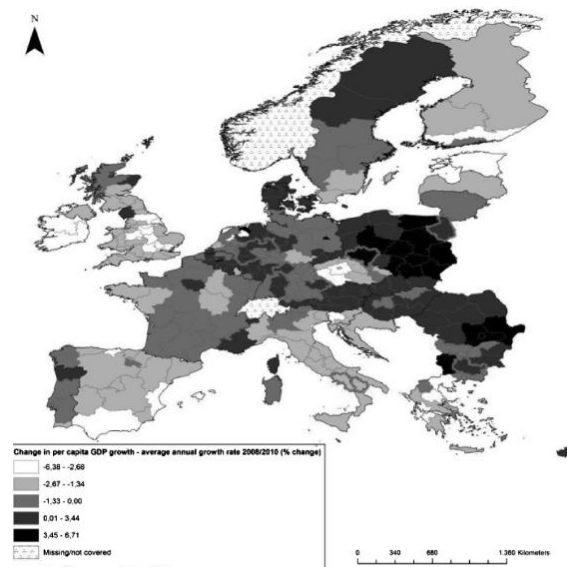 N
Change in per capita GDP growth - average annual growth rate 2008/2010 (% change)
-6,38 - -2,68
-2,67 - -1,34
-1,33 - 0,00
0,01 - 3,44
3,45 - 6,71
Missing/not covered
0 340 680 1.360 Kilometers